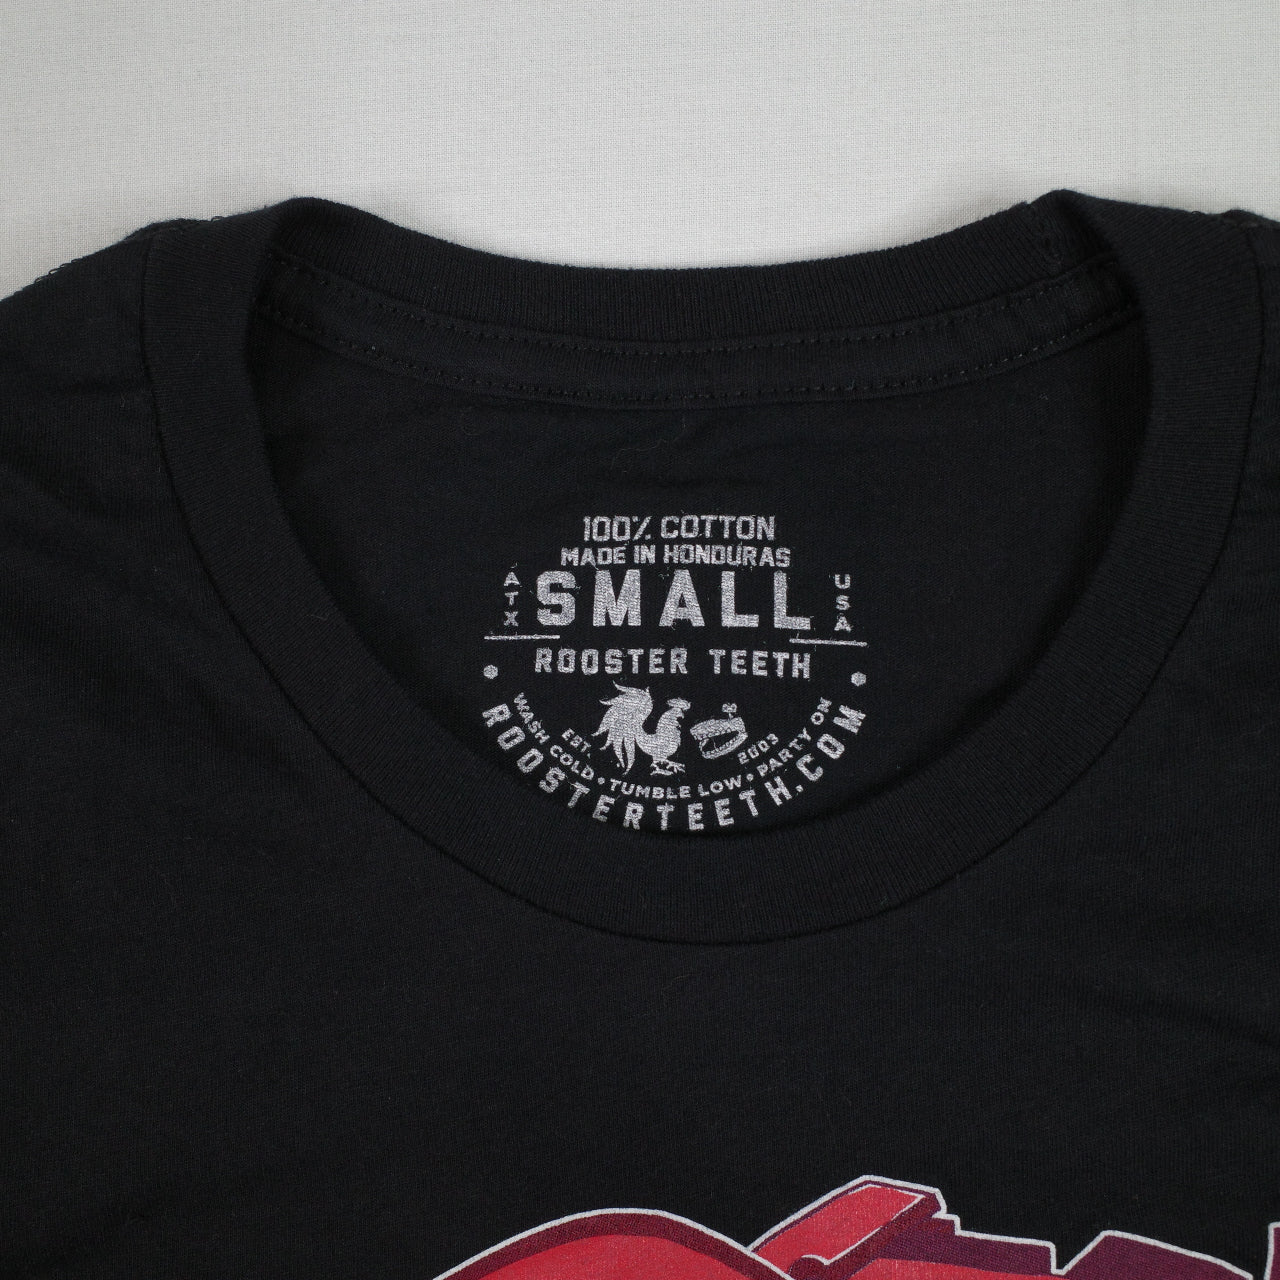 100% COTTON
MADE IN HONDURAS
ATX
SMALL
USA
ROOSTER TEETH
EST. 2003
WASH COLD • TUMBLE LOW • PARTY ON
ROOSTERTEETH.COM